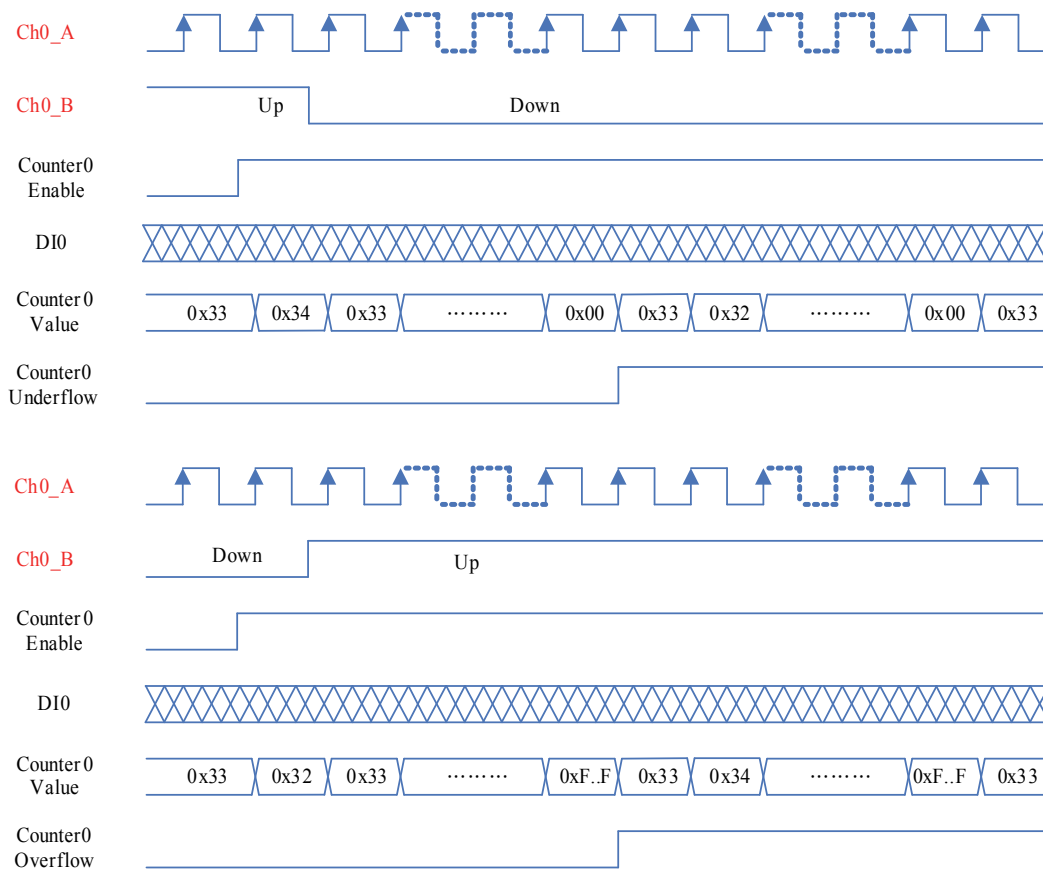 Ch0_A
Ch0_B
Up
Down
Counter0
Enable
DI0
Counter0
Value
0x33
0x34
0x33
………
0x00
0x33
0x32
………
0x00
0x33
Counter0
Underflow
Ch0_A
Ch0_B
Down
Up
Counter0
Enable
DI0
Counter0
Value
0x33
0x32
0x33
………
0xF..F
0x33
0x34
………
0xF..F
0x33
Counter0
Overflow